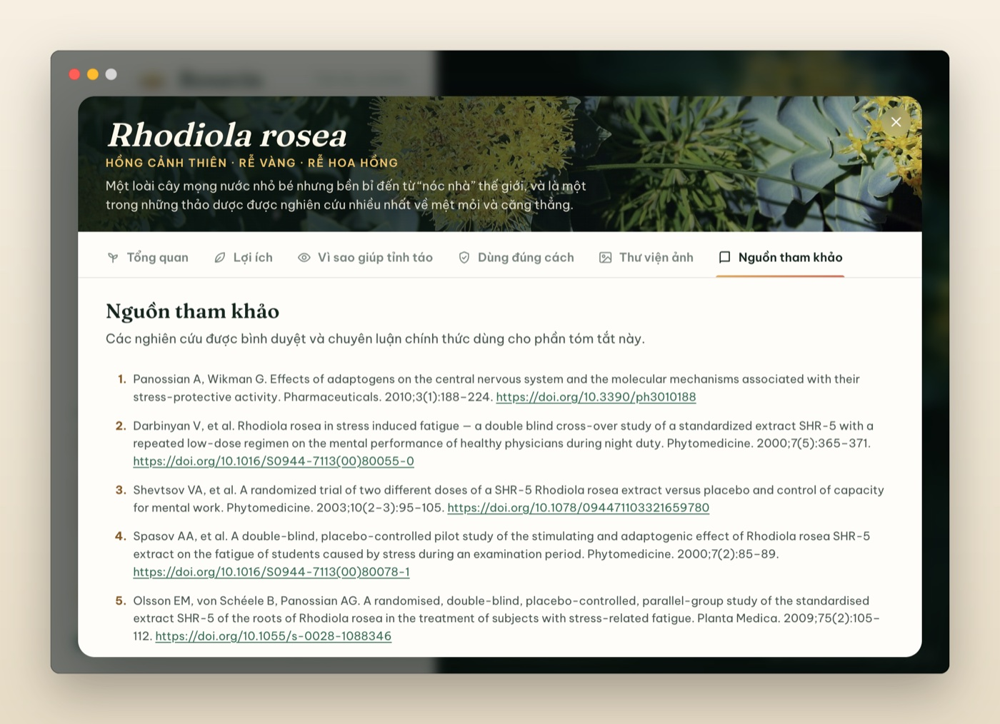 Rhodiola rosea
HỒNG CẢNH THIÊN · RỄ VÀNG · RỄ HOA HỒNG
Một loài cây mọng nước nhỏ bé nhưng bền bỉ đến từ “nóc nhà” thế giới, và là một
trong những thảo dược được nghiên cứu nhiều nhất về mệt mỏi và căng thẳng.
Tổng quan
Lợi ích
Vì sao giúp tỉnh táo
Dùng đúng cách
Thư viện ảnh
Nguồn tham khảo
Nguồn tham khảo
Các nghiên cứu được bình duyệt và chuyên luận chính thức dùng cho phần tóm tắt này.
1. Panossian A, Wikman G. Effects of adaptogens on the central nervous system and the molecular mechanisms associated with their
stress-protective activity. Pharmaceuticals. 2010;3(1):188–224. https://doi.org/10.3390/ph3010188
2. Darbinyan V, et al. Rhodiola rosea in stress induced fatigue — a double blind cross-over study of a standardized extract SHR-5 with a
repeated low-dose regimen on the mental performance of healthy physicians during night duty. Phytomedicine. 2000;7(5):365–371.
https://doi.org/10.1016/S0944-7113(00)80055-0
3. Shevtsov VA, et al. A randomized trial of two different doses of a SHR-5 Rhodiola rosea extract versus placebo and control of capacity
for mental work. Phytomedicine. 2003;10(2–3):95–105. https://doi.org/10.1078/094471103321659780
4. Spasov AA, et al. A double-blind, placebo-controlled pilot study of the stimulating and adaptogenic effect of Rhodiola rosea SHR-5
extract on the fatigue of students caused by stress during an examination period. Phytomedicine. 2000;7(2):85–89.
https://doi.org/10.1016/S0944-7113(00)80078-1
5. Olsson EM, von Schéele B, Panossian AG. A randomised, double-blind, placebo-controlled, parallel-group study of the standardised
extract SHR-5 of the roots of Rhodiola rosea in the treatment of subjects with stress-related fatigue. Planta Medica. 2009;75(2):105–
112. https://doi.org/10.1055/s-0028-1088346